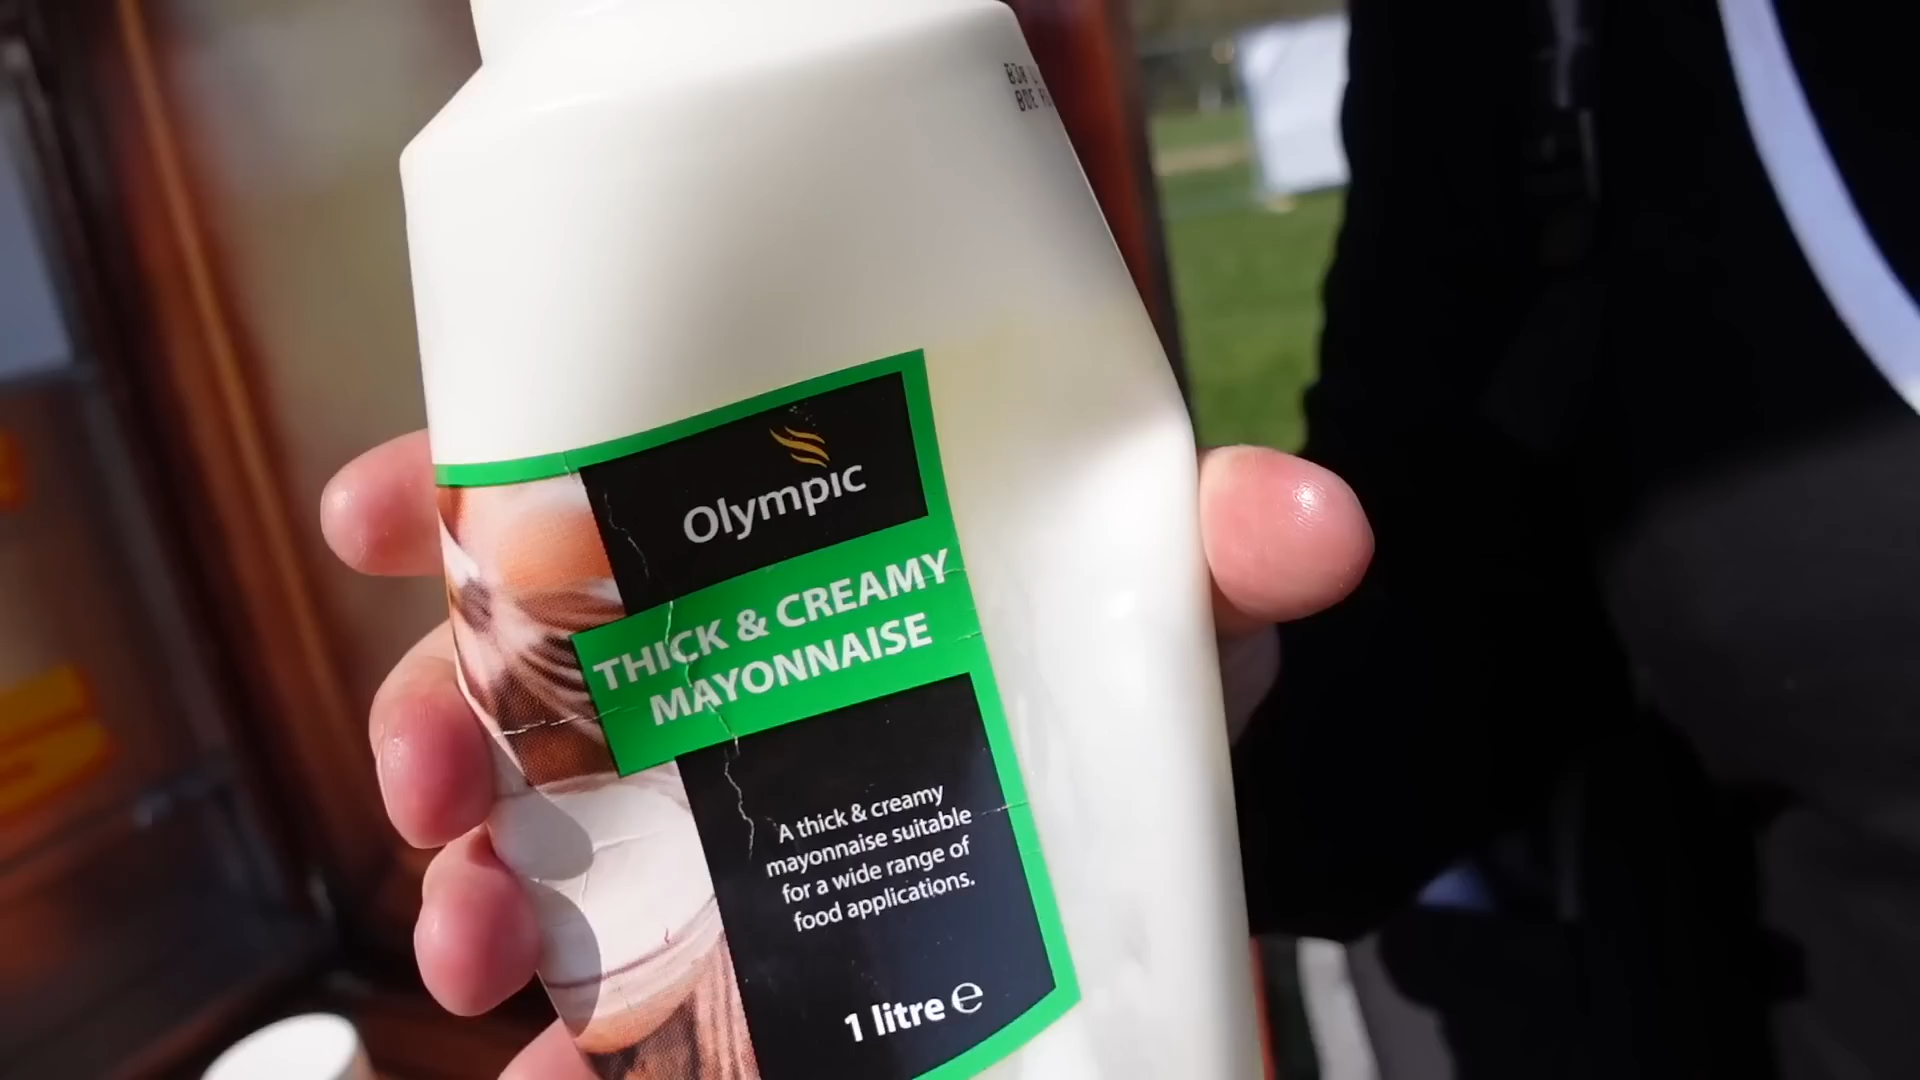 Olympic
THICK & CREAMY
MAYONNAISE
A thick & creamy
mayonnaise suitable
for a wide range of
food applications.
1 litre ℮